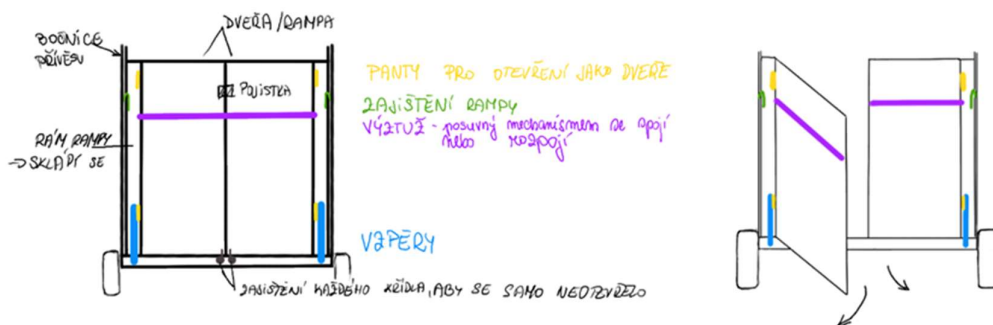 DVEŘA/RAMPA
BOČNICE
PŘÍVĚSU
POJISTKA
RÁM RAMPY
→ SKLÁDÍ SE
PANTY PRO OTEVŘENÍ JAKO DVEŘE
ZAJIŠTĚNÍ RAMPY
VÝZTUŽ - posuvný mechanismem se spojí
nebo rozpojí
VZPĚRY
ZAJIŠTĚNÍ KAŽDÉHO KŘÍDLA, ABY SE SAMO NEOTEVŘELO